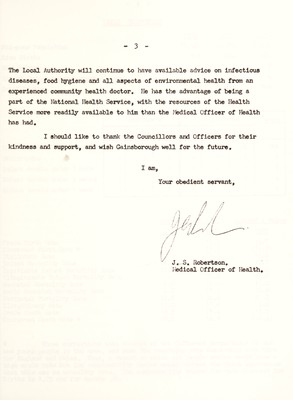 - 3 -
The Local Authority will continue to have available advice on infectious
diseases, food hygiene and all aspects of environmental health from an
experienced community health doctor. He has the advantage of being a
part of the National Health Service, with the resources of the Health
Service more readily available to him than the Medical Officer of Health
has had.
I should like to thank the Councillors and Officers for their
kindness and support, and wish Gainsborough well for the future.
I am,
Your obedient servant,
J. S. Robertson.
Medical Officer of Health.